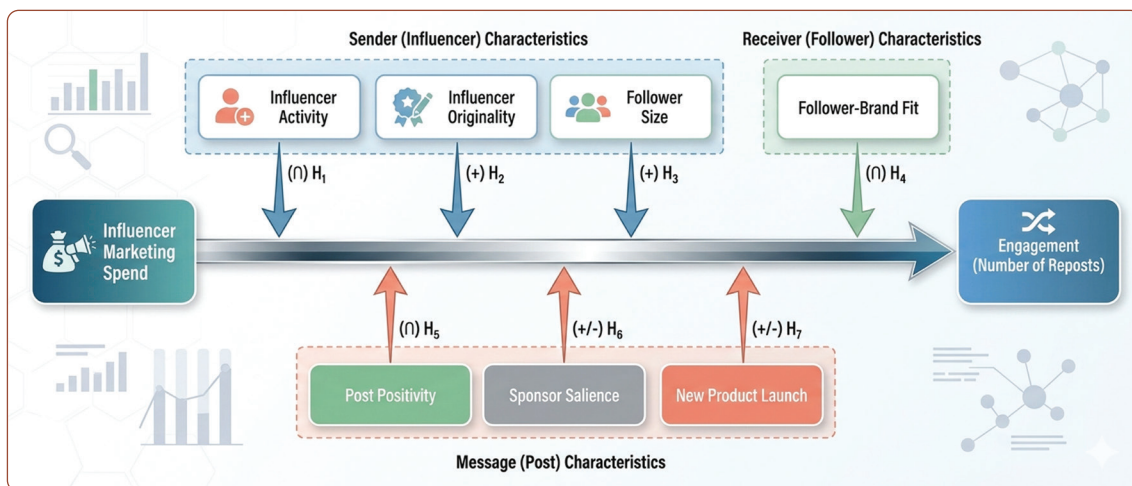 Sender (Influencer) Characteristics
Receiver (Follower) Characteristics
Influencer
Activity
Influencer
Originality
Follower
Size
Follower-Brand Fit
(∩) H₁
(+) H₂
(+) H₃
(∩) H₄
Influencer
Marketing
Spend
$
Engagement
(Number of Reposts)
(∩) H₅
(+/-) H₆
(+/-) H₇
Post Positivity
Sponsor Salience
New Product Launch
Message (Post) Characteristics